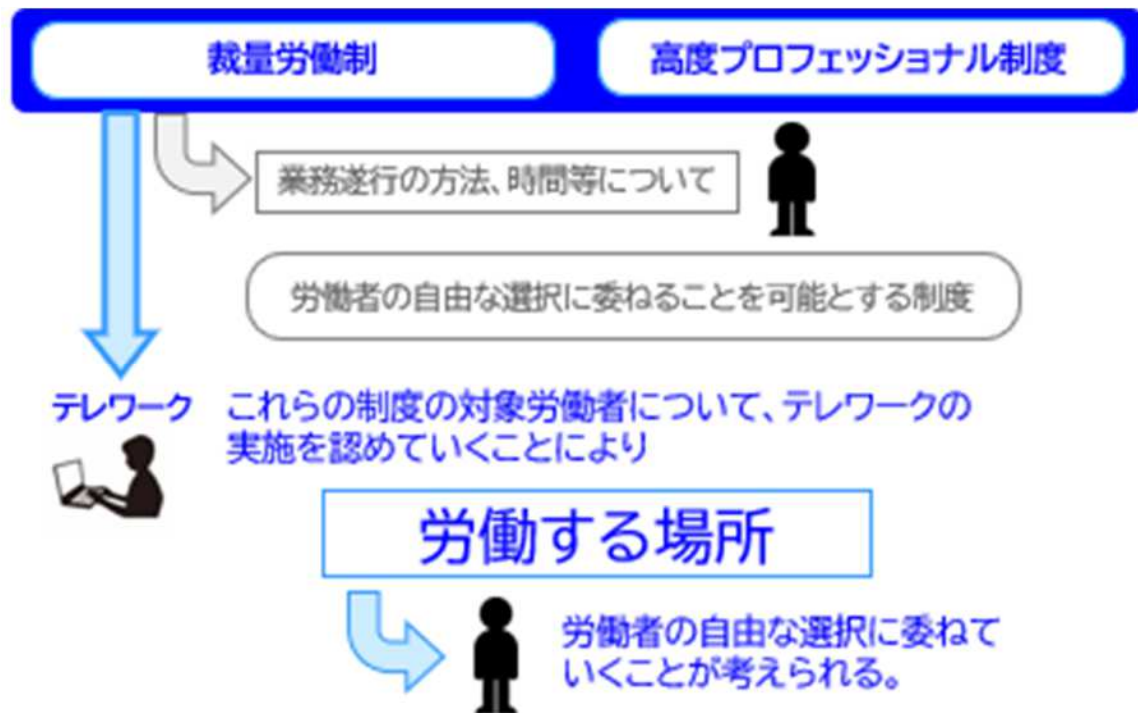 裁量労働制
高度プロフェッショナル制度
業務遂行の方法、時間等について
労働者の自由な選択に委ねることを可能とする制度
テレワーク
これらの制度の対象労働者について、テレワークの
実施を認めていくことにより
労働する場所
労働者の自由な選択に委ねて
いくことが考えられる。